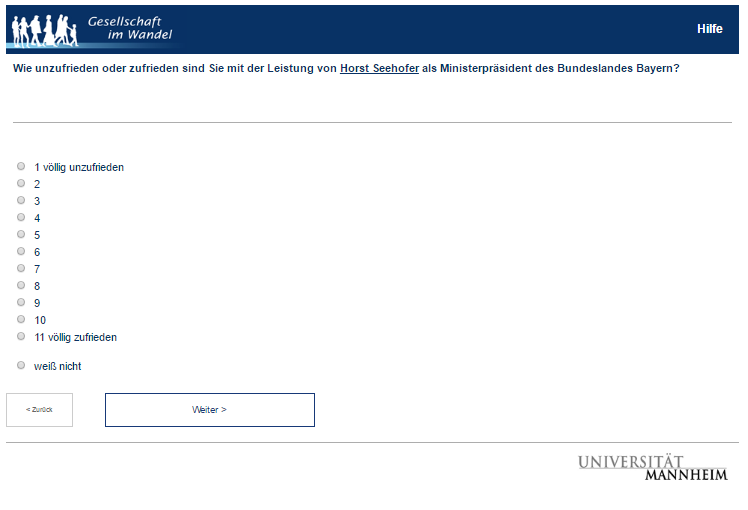 Gesellschaft
im Wandel
Hilfe
Wie unzufrieden oder zufrieden sind Sie mit der Leistung von Horst Seehofer als Ministerpräsident des Bundeslandes Bayern?
1 völlig unzufrieden
2
3
4
5
6
7
8
9
10
11 völlig zufrieden
weiß nicht
< Zurück
Weiter >
UNIVERSITÄT
MANNHEIM